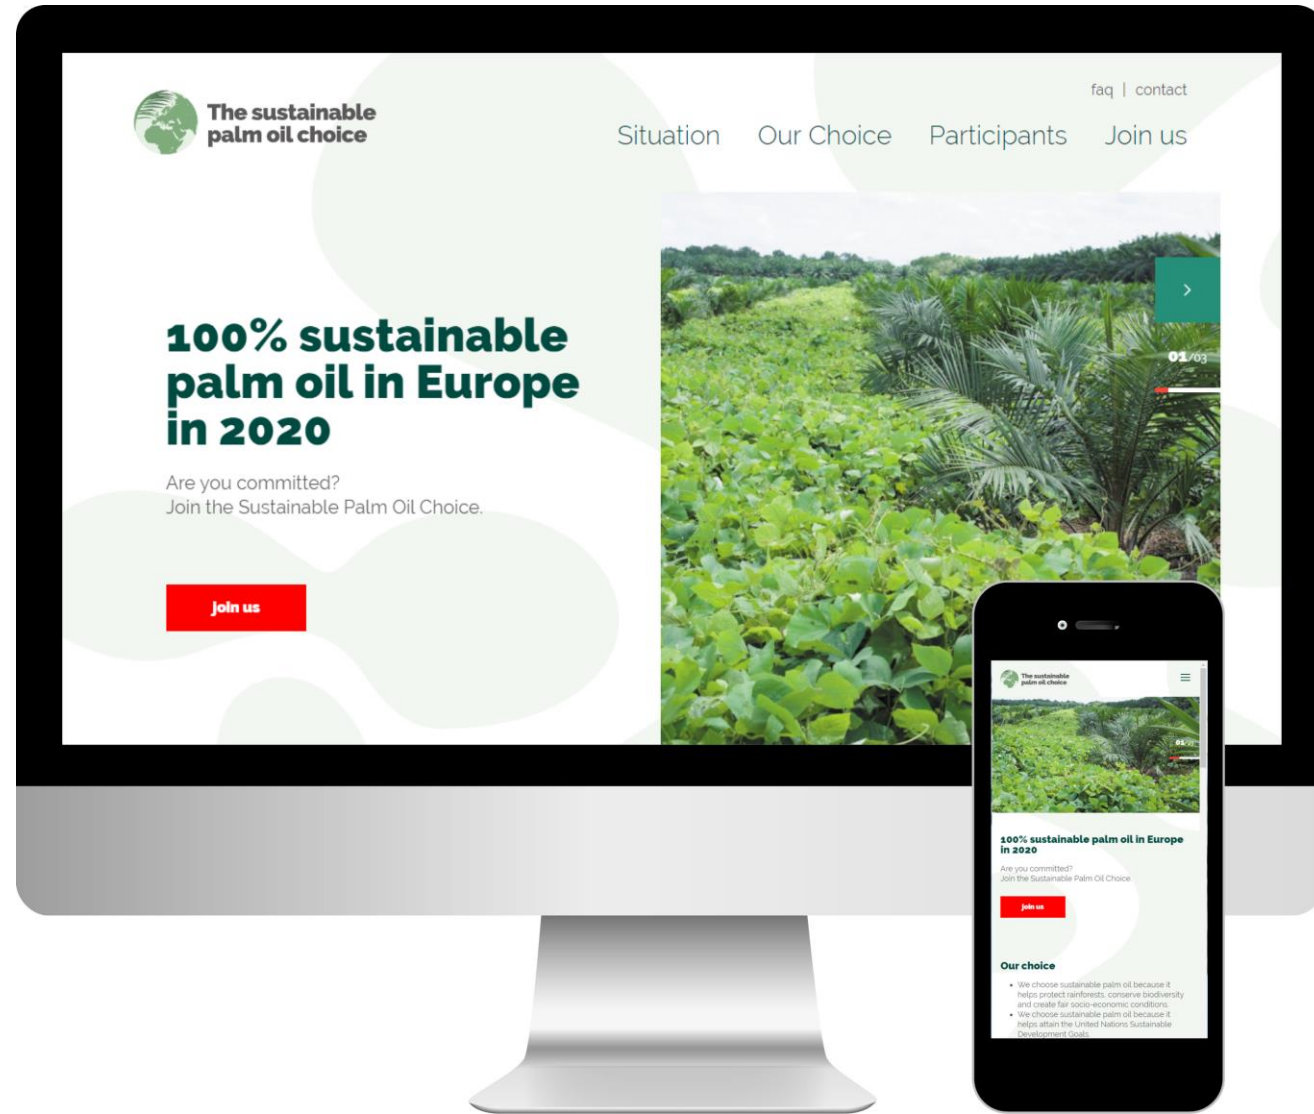 The sustainable
palm oil choice
faq | contact
Situation Our Choice Participants Join us
100% sustainable
palm oil in Europe
in 2020
Are you committed?
Join the Sustainable Palm Oil Choice.
join us
01/03
The sustainable
palm oil choice
01/03
100% sustainable palm oil in Europe
in 2020
Are you committed?
Join the Sustainable Palm Oil Choice.
join us
Our choice
• We choose sustainable palm oil because it
helps protect rainforests, conserve biodiversity
and create fair socio-economic conditions.
• We choose sustainable palm oil because it
helps attain the United Nations Sustainable
Development Goals.